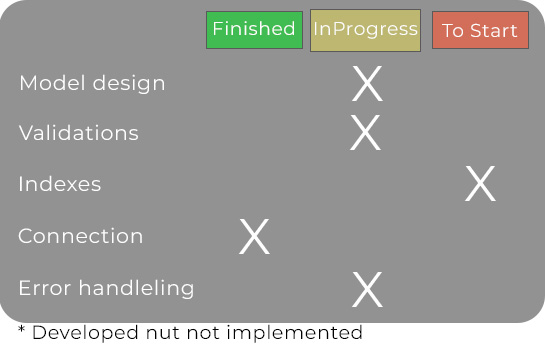 Finished InProgress To Start
Model design X
Validations X
Indexes X
Connection X
Error handleling X
* Developed nut not implemented